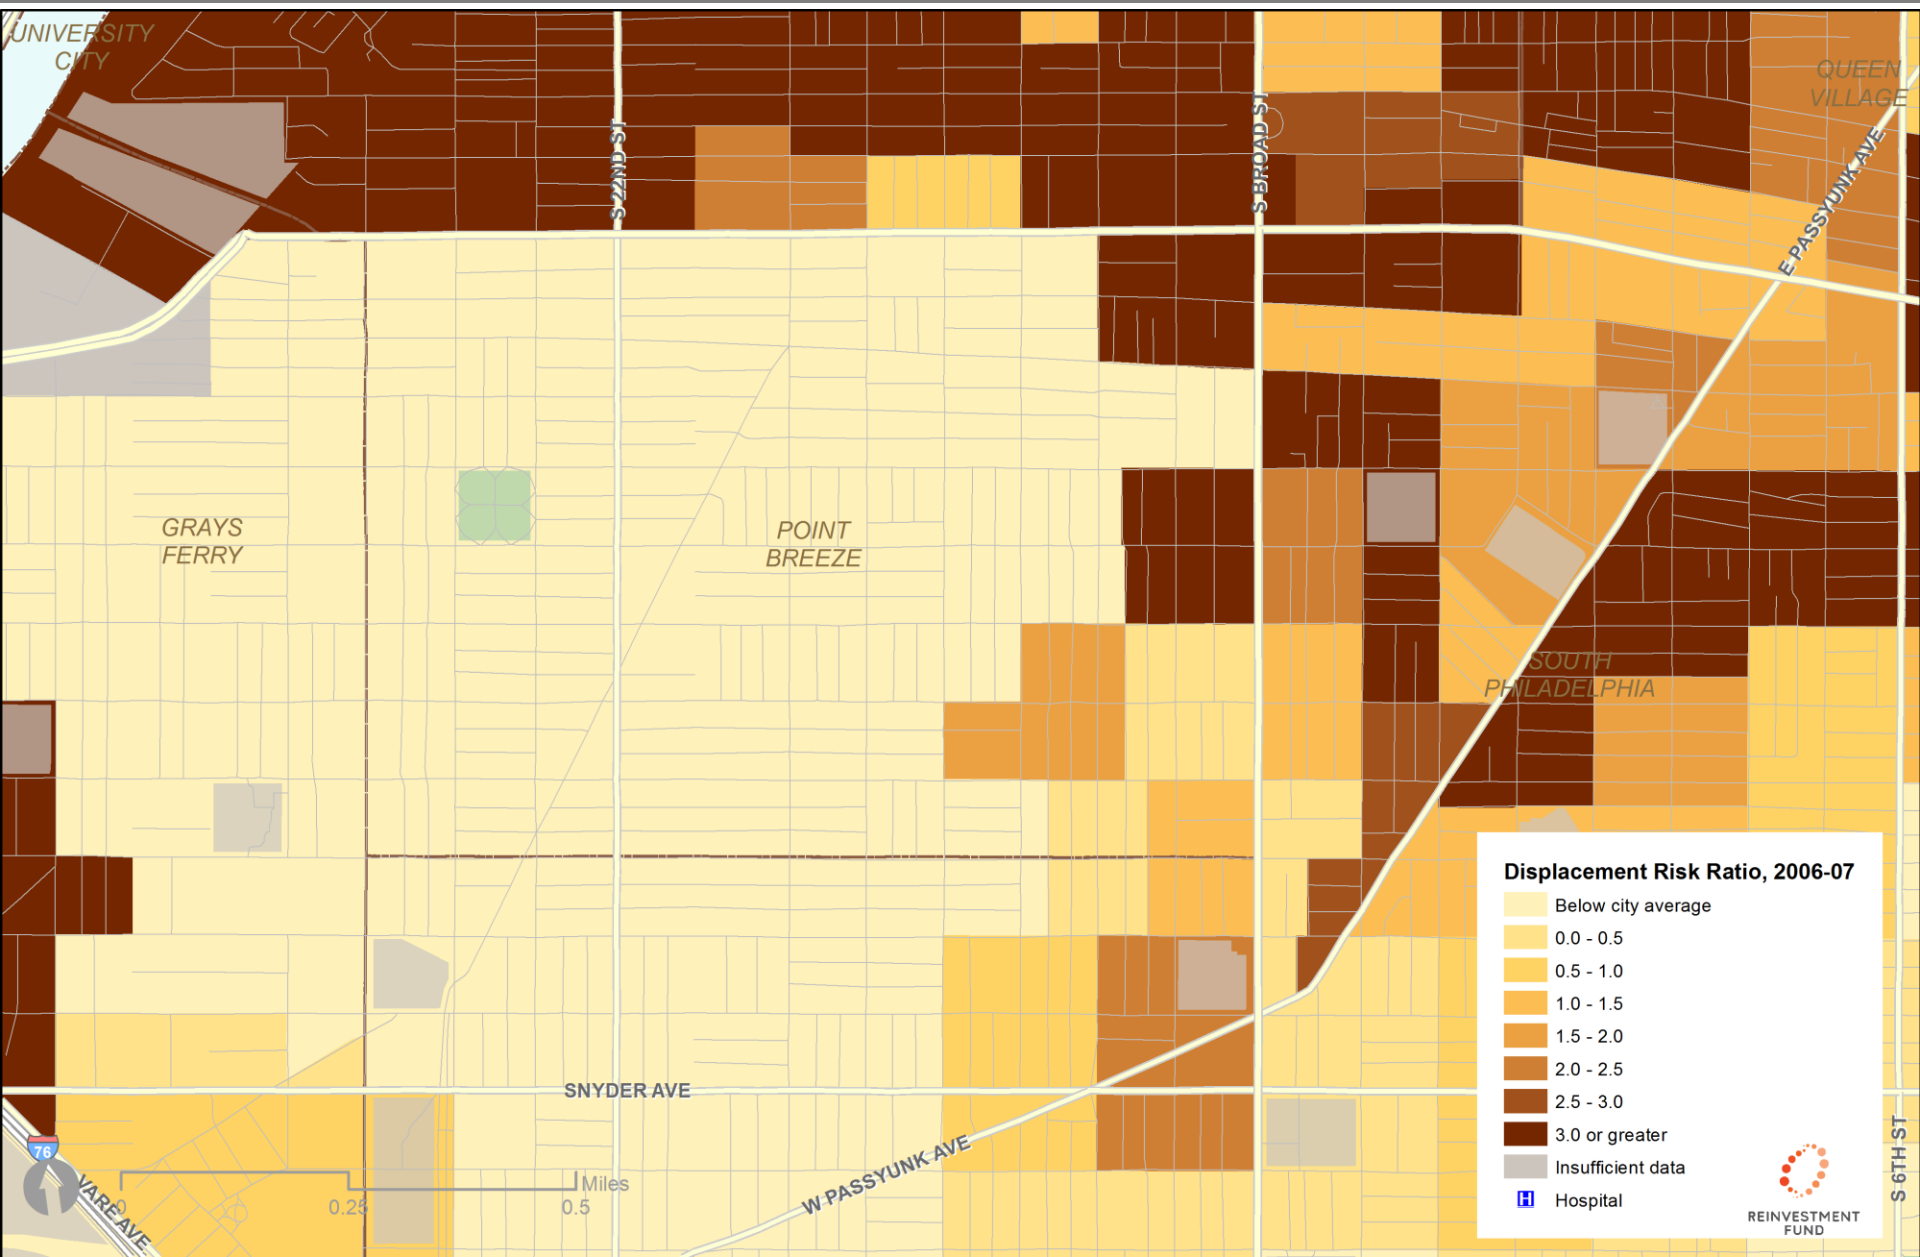 UNIVERSITY
CITY
QUEEN
VILLAGE
S 22ND ST
S BROAD ST
E PASSYUNK AVE
GRAYS
FERRY
POINT
BREEZE
SOUTH
PHILADELPHIA
SNYDER AVE
W PASSYUNK AVE
76
VARE AVE
0
0.25
0.5
Miles
S 6TH ST
Displacement Risk Ratio, 2006-07
Below city average
0.0 - 0.5
0.5 - 1.0
1.0 - 1.5
1.5 - 2.0
2.0 - 2.5
2.5 - 3.0
3.0 or greater
Insufficient data
H Hospital
REINVESTMENT
FUND